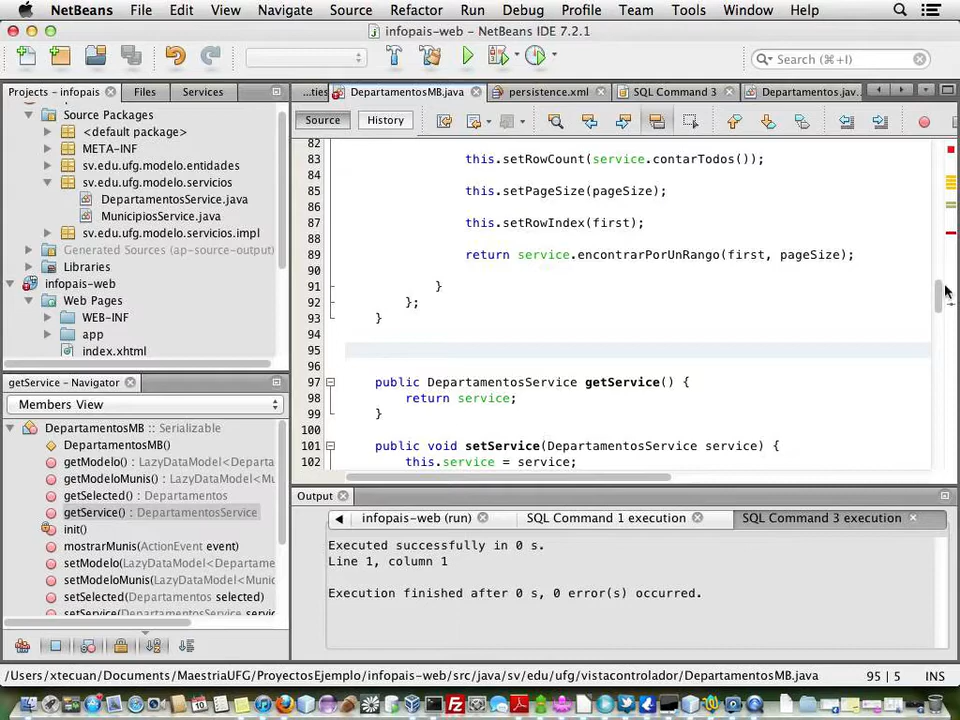 NetBeans File Edit View Navigate Source Refactor Run Debug Profile Team Tools Window Help
infopais-web - NetBeans IDE 7.2.1
Search (⌘+I)
Projects - infopais Files Services
...ties DepartamentosMB.java persistence.xml SQL Command 3 Departamentos.jav...
Source Packages
<default package>
META-INF
sv.edu.ufg.modelo.entidades
sv.edu.ufg.modelo.servicios
DepartamentosService.java
MunicipiosService.java
sv.edu.ufg.modelo.servicios.impl
Generated Sources (ap-source-output)
Libraries
infopais-web
Web Pages
WEB-INF
app
index.xhtml
Source History
82
83 this.setRowCount(service.contarTodos());
84
85 this.setPageSize(pageSize);
86
87 this.setRowIndex(first);
88
89 return service.encontrarPorUnRango(first, pageSize);
90
91 }
92 };
93 }
94
95
96
97 public DepartamentosService getService() {
98 return service;
99 }
100
101 public void setService(DepartamentosService service) {
102 this.service = service;
getService - Navigator
Members View
DepartamentosMB :: Serializable
DepartamentosMB()
getModelo() : LazyDataModel<Departa
getModeloMunis() : LazyDataModel<Mu
getSelected() : Departamentos
getService() : DepartamentosService
init()
mostrarMunis(ActionEvent event)
setModelo(LazyDataModel<Departame
setModeloMunis(LazyDataModel<Munic
setSelected(Departamentos selected)
setService(DepartamentosService servic
Output
infopais-web (run) SQL Command 1 execution SQL Command 3 execution
Executed successfully in 0 s.
Line 1, column 1
Execution finished after 0 s, 0 error(s) occurred.
/Users/xtecuan/Documents/MaestriaUFG/ProyectosEjemplo/infopais-web/src/java/sv/edu/ufg/vistacontrolador/DepartamentosMB.java 95 | 5 INS